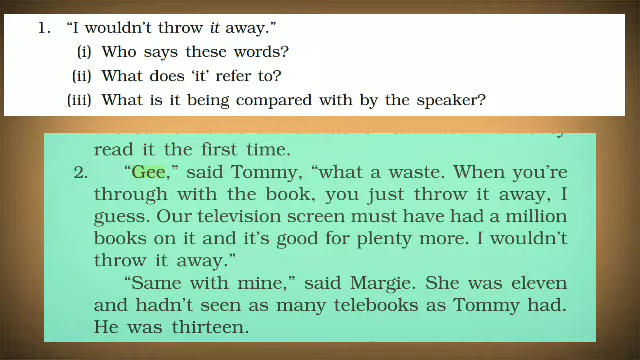 1. “I wouldn’t throw it away.”
(i) Who says these words?
(ii) What does ‘it’ refer to?
(iii) What is it being compared with by the speaker?
read it the first time.
2. “Gee,” said Tommy, “what a waste. When you’re
through with the book, you just throw it away, I
guess. Our television screen must have had a million
books on it and it’s good for plenty more. I wouldn’t
throw it away.”
“Same with mine,” said Margie. She was eleven
and hadn’t seen as many telebooks as Tommy had.
He was thirteen.